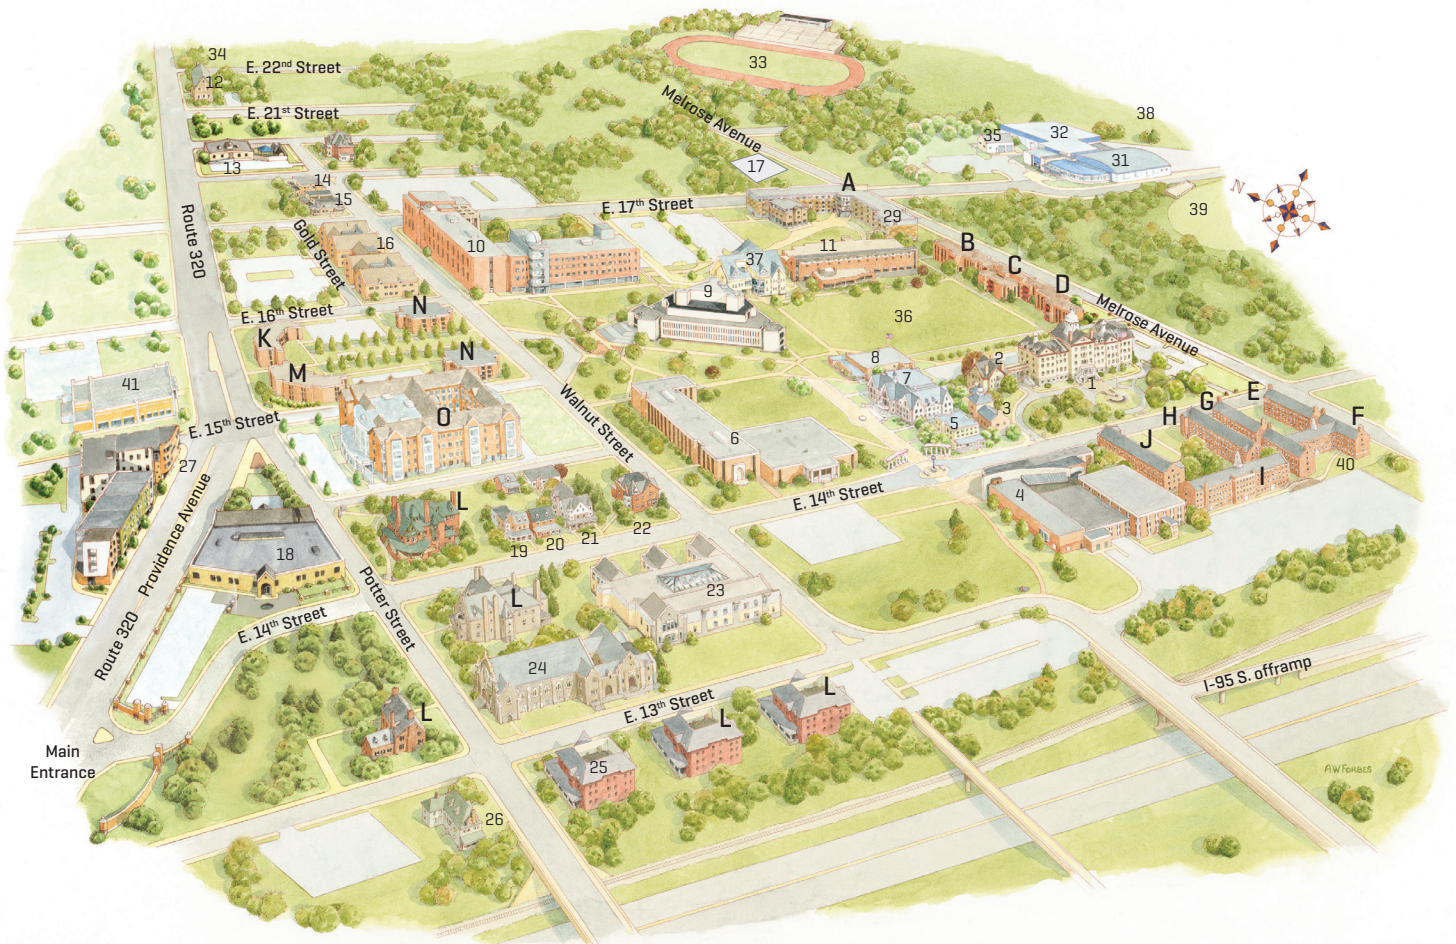 34
E. 22nd Street
12
E. 21st Street
33
Melrose Avenue
38
35
32
31
13
17
14
15
A
N
Route 320
E. 17th Street
29
39
Gold Street
16
10
11
B
37
C
9
D
E. 16th Street
N
36
Melrose Avenue
K
N
8
2
M
7
1
41
Walnut Street
3
E
G
F
E. 15th Street
O
5
H
6
J
27
40
I
Providence Avenue
L
E. 14th Street
4
22
21
20
19
18
Potter Street
23
L
E. 14th Street
Route 320
24
I-95 S. offramp
L
E. 13th Street
L
L
Main
Entrance
25
AWFORBES
26